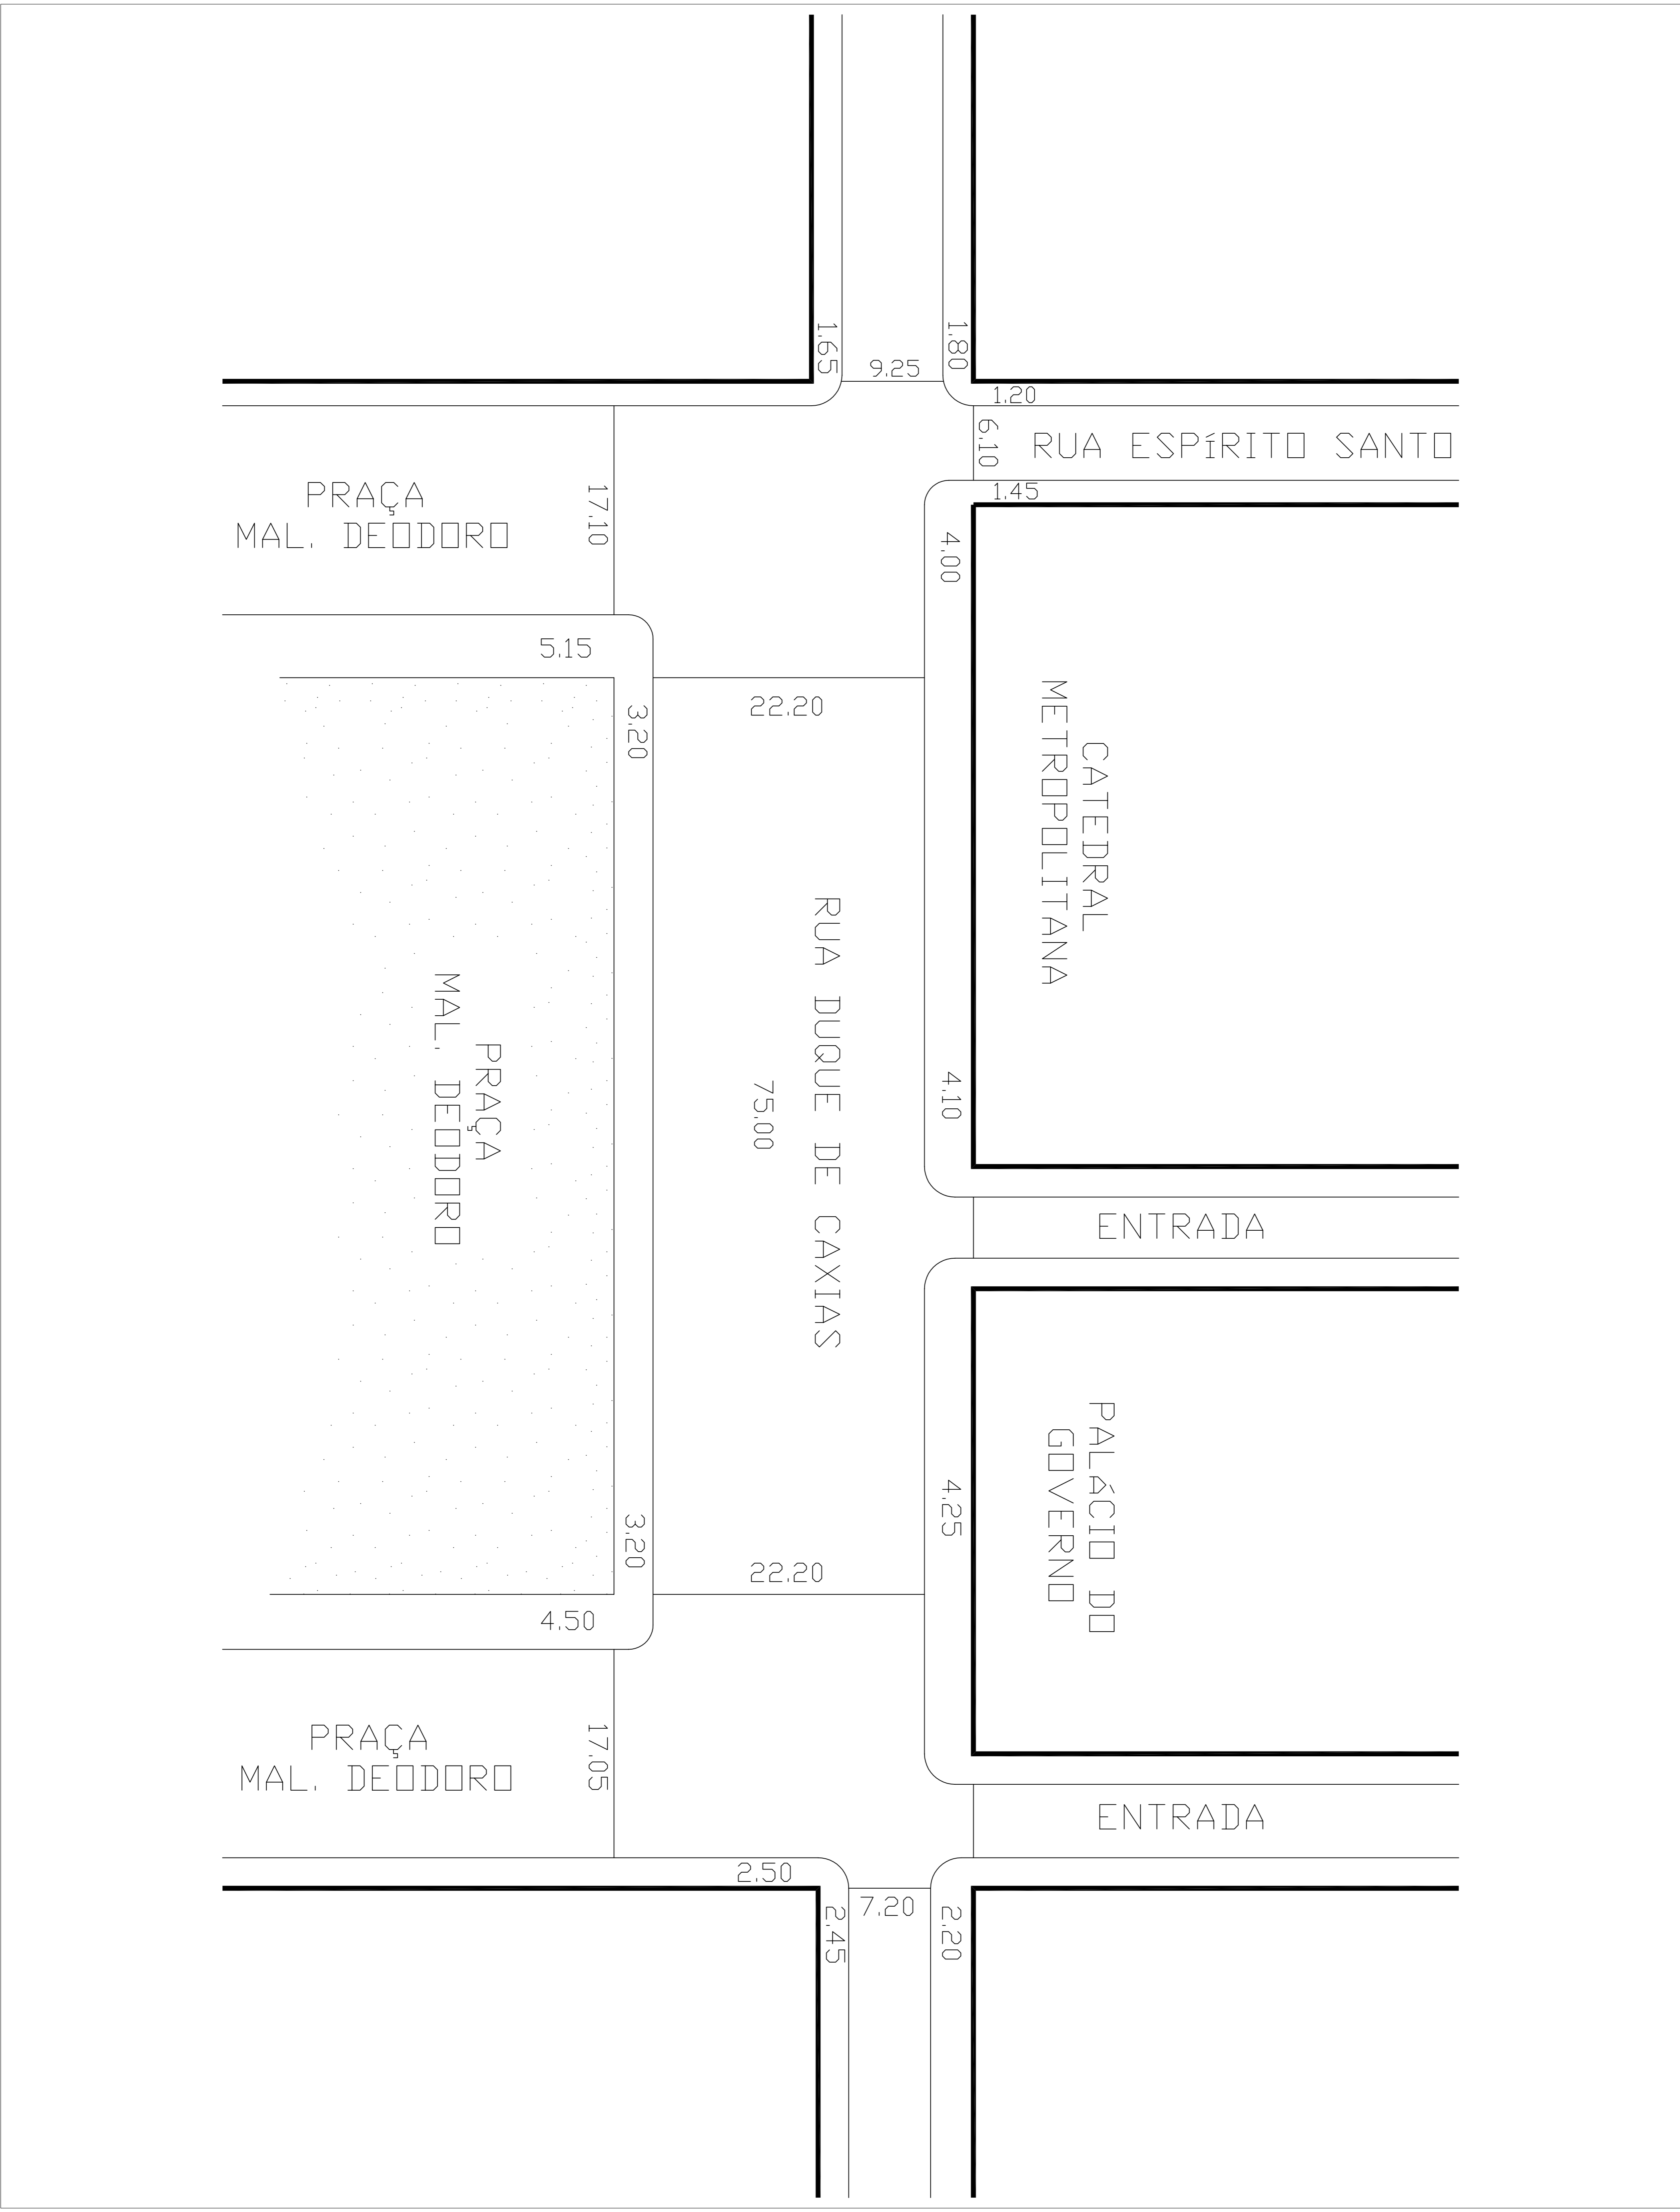 1.65
1.80
9.25
1.20
6.10
RUA ESPíRITO SANTO
1.45
PRAÇA
MAL. DEODORO
17.10
4.00
5.15
3.20
22.20
CATEDRAL
METROPOLITANA
RUA DUQUE DE CAXIAS
75.00
PRAÇA
MAL. DEODORO
4.10
ENTRADA
PALÁCIO DO
GOVERNO
4.25
3.20
22.20
4.50
PRAÇA
MAL. DEODORO
17.05
ENTRADA
2.50
7.20
2.45
2.20